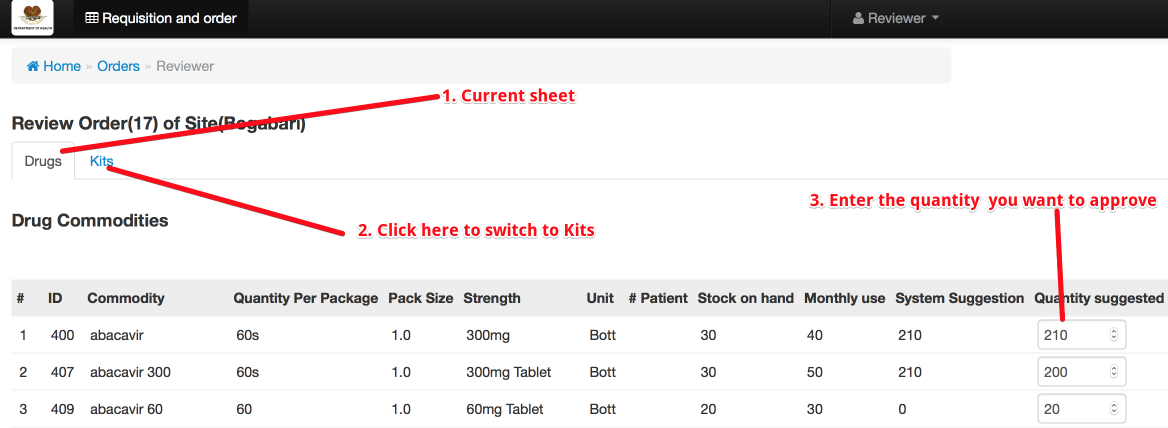 DEPARTMENT OF HEALTH
Requisition and order
Reviewer
Home » Orders » Reviewer
1. Current sheet
Review Order(17) of Site(Bogabari)
Drugs Kits
3. Enter the quantity you want to approve
Drug Commodities
2. Click here to switch to Kits
# ID Commodity Quantity Per Package Pack Size Strength Unit # Patient Stock on hand Monthly use System Suggestion Quantity suggested
1 400 abacavir 60s 1.0 300mg Bott 30 40 210 210
2 407 abacavir 300 60s 1.0 300mg Tablet Bott 30 50 210 200
3 409 abacavir 60 60 1.0 60mg Tablet Bott 20 30 0 20